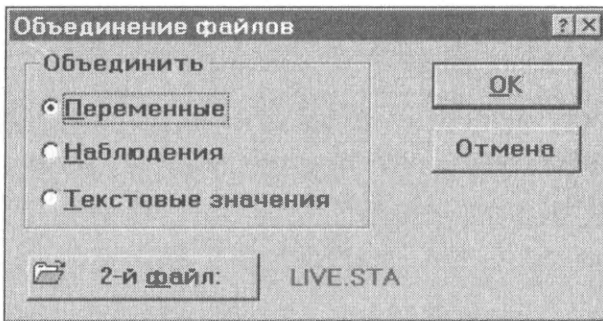 Объединение файлов
Объединить
Переменные
Наблюдения
Текстовые значения
OK
Отмена
2-й файл: LIVE.STA